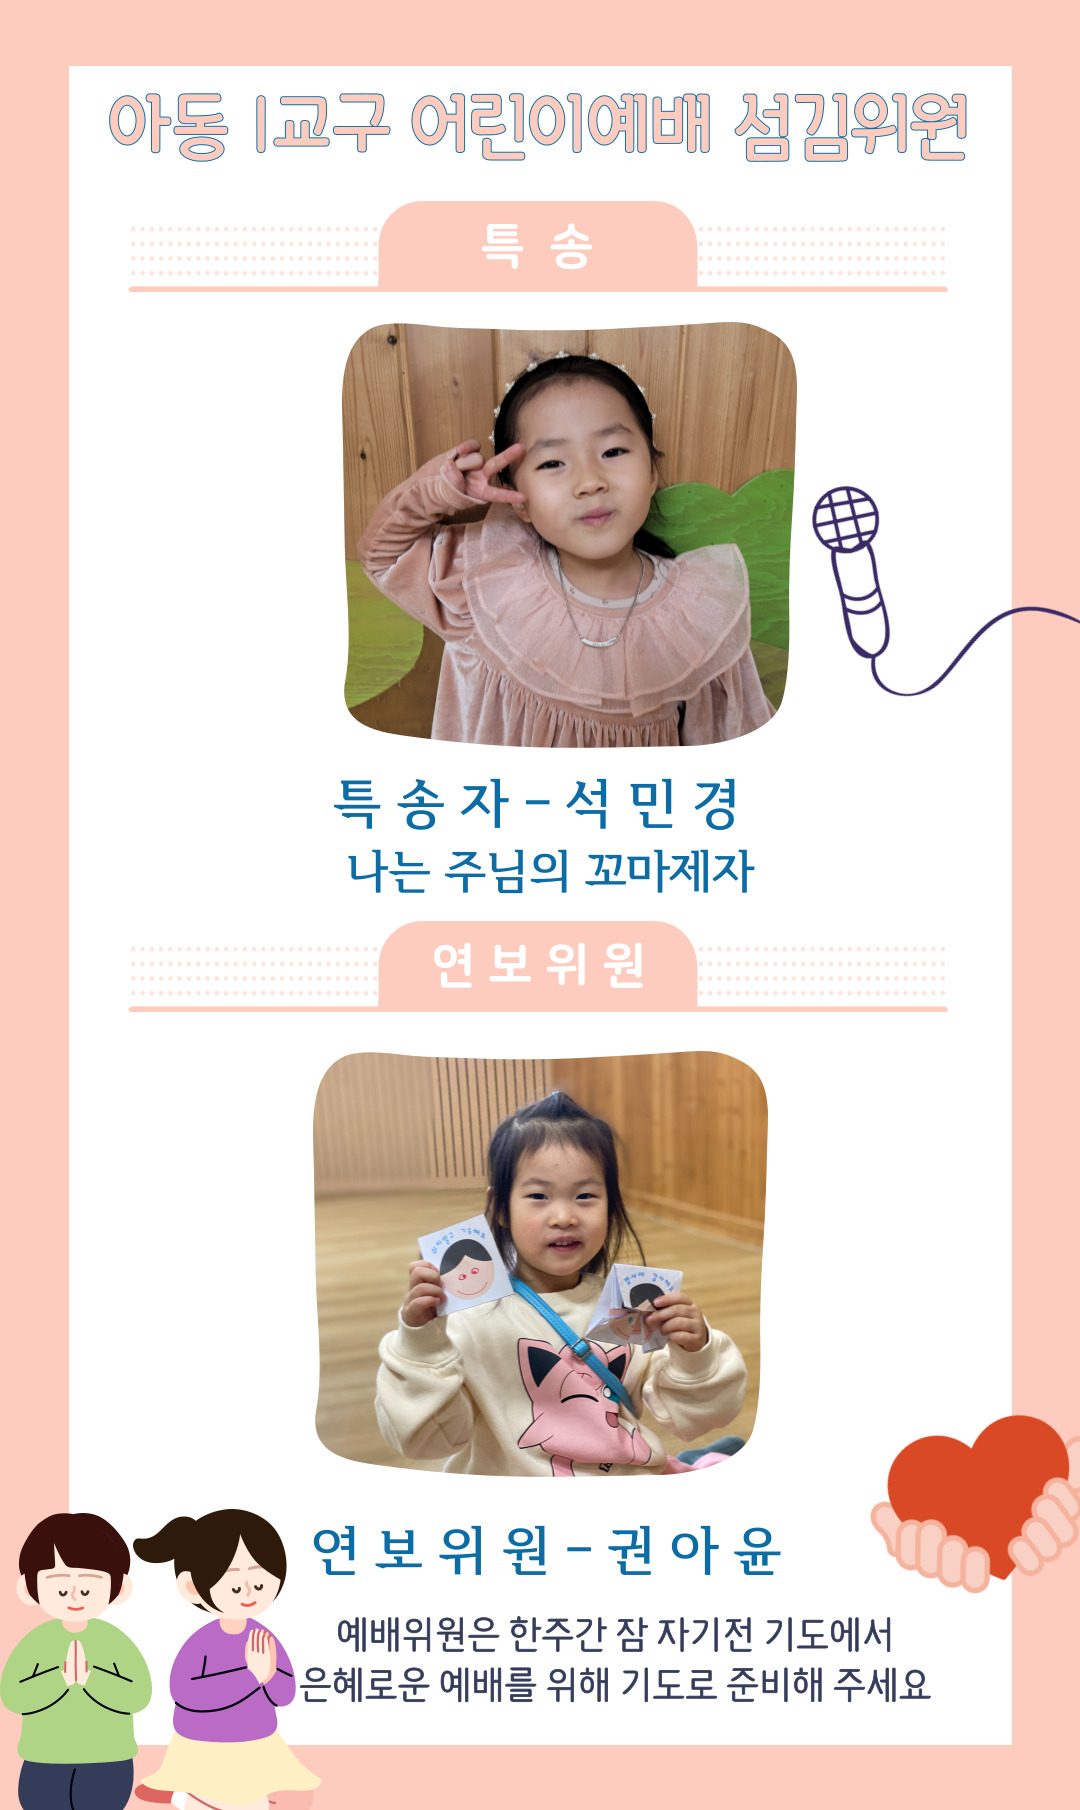 아동 1교구 어린이예배 섬김위원
특 송
특송자-석민경
나는 주님의 꼬마제자
연보위원
연보위원-권아윤
예배위원은 한주간 잠 자기전 기도에서
은혜로운 예배를 위해 기도로 준비해 주세요